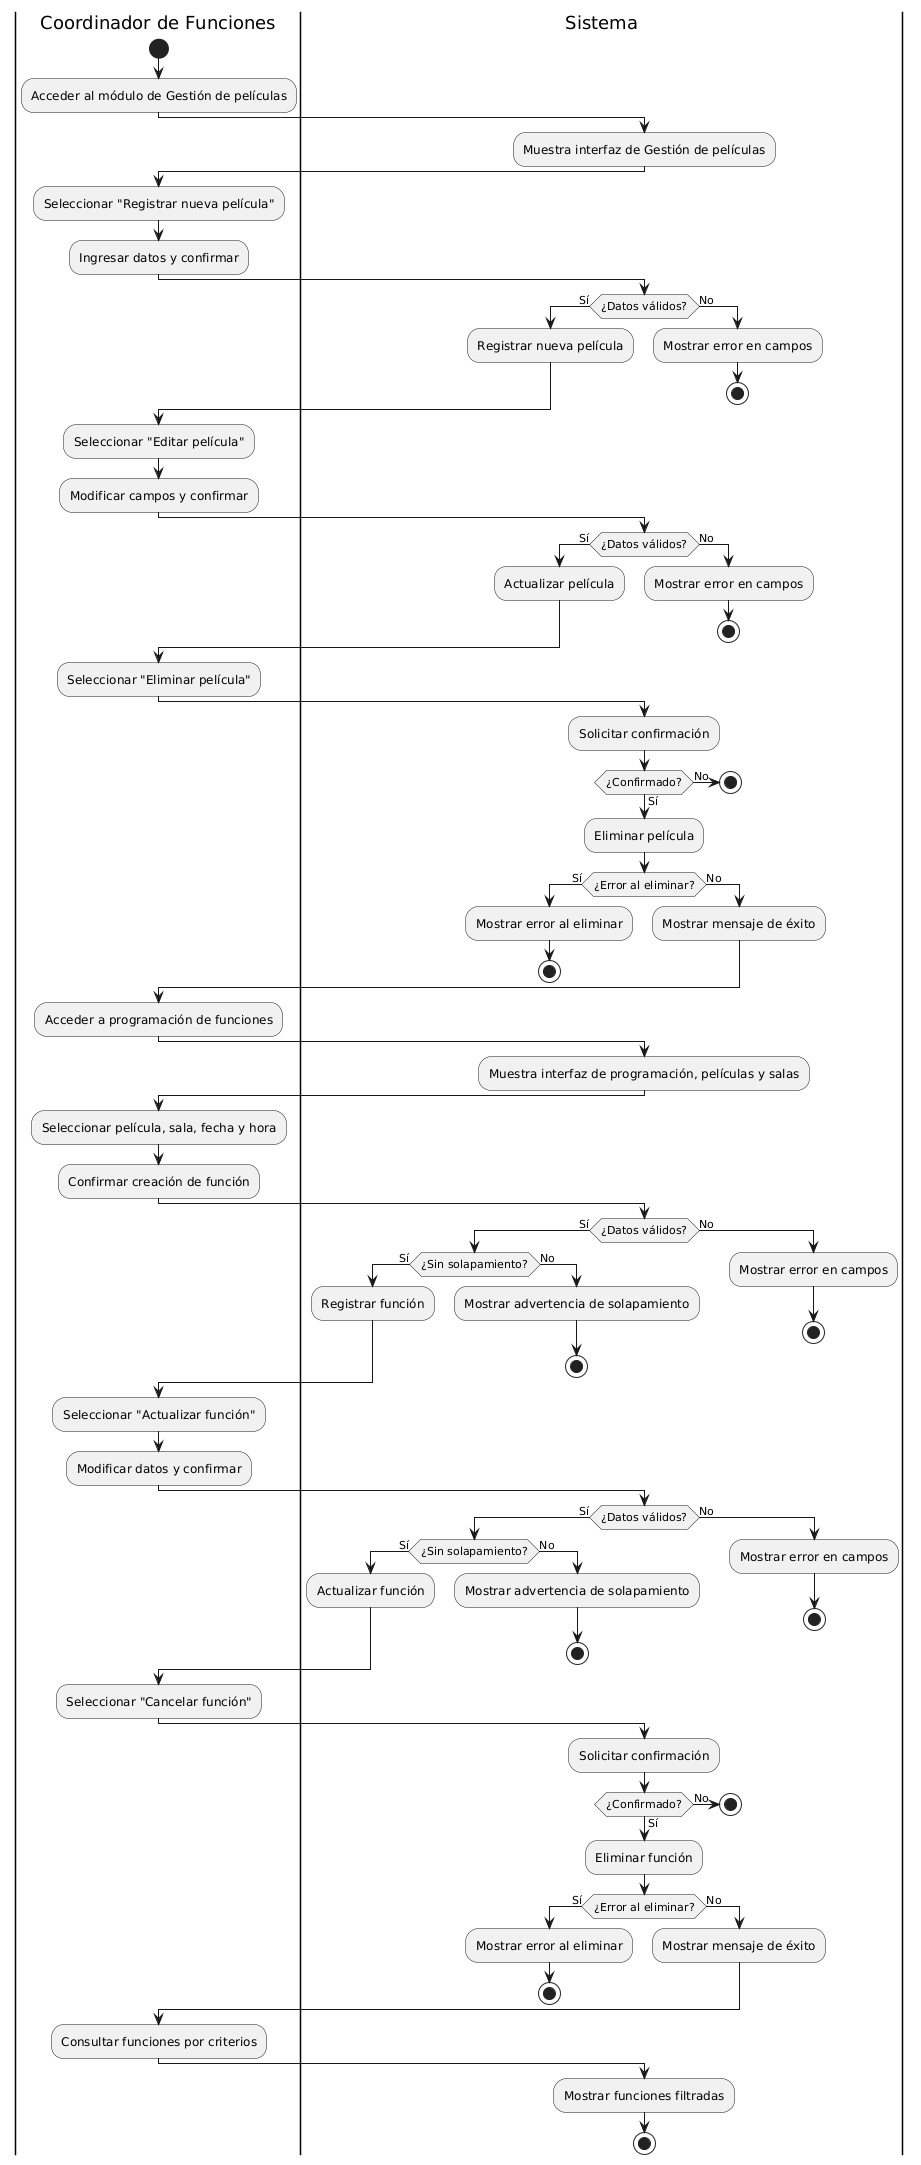 Coordinador de Funciones
Sistema
Acceder al módulo de Gestión de películas
Muestra interfaz de Gestión de películas
Seleccionar "Registrar nueva película"
Ingresar datos y confirmar
Sí
¿Datos válidos?
No
Registrar nueva película
Mostrar error en campos
Seleccionar "Editar película"
Modificar campos y confirmar
Sí
¿Datos válidos?
No
Actualizar película
Mostrar error en campos
Seleccionar "Eliminar película"
Solicitar confirmación
¿Confirmado?
No
Sí
Eliminar película
Sí
¿Error al eliminar?
No
Mostrar error al eliminar
Mostrar mensaje de éxito
Acceder a programación de funciones
Muestra interfaz de programación, películas y salas
Seleccionar película, sala, fecha y hora
Confirmar creación de función
Sí
¿Datos válidos?
No
Sí
¿Sin solapamiento?
No
Mostrar error en campos
Registrar función
Mostrar advertencia de solapamiento
Seleccionar "Actualizar función"
Modificar datos y confirmar
Sí
¿Datos válidos?
No
Sí
¿Sin solapamiento?
No
Mostrar error en campos
Actualizar función
Mostrar advertencia de solapamiento
Seleccionar "Cancelar función"
Solicitar confirmación
¿Confirmado?
No
Sí
Eliminar función
Sí
¿Error al eliminar?
No
Mostrar error al eliminar
Mostrar mensaje de éxito
Consultar funciones por criterios
Mostrar funciones filtradas